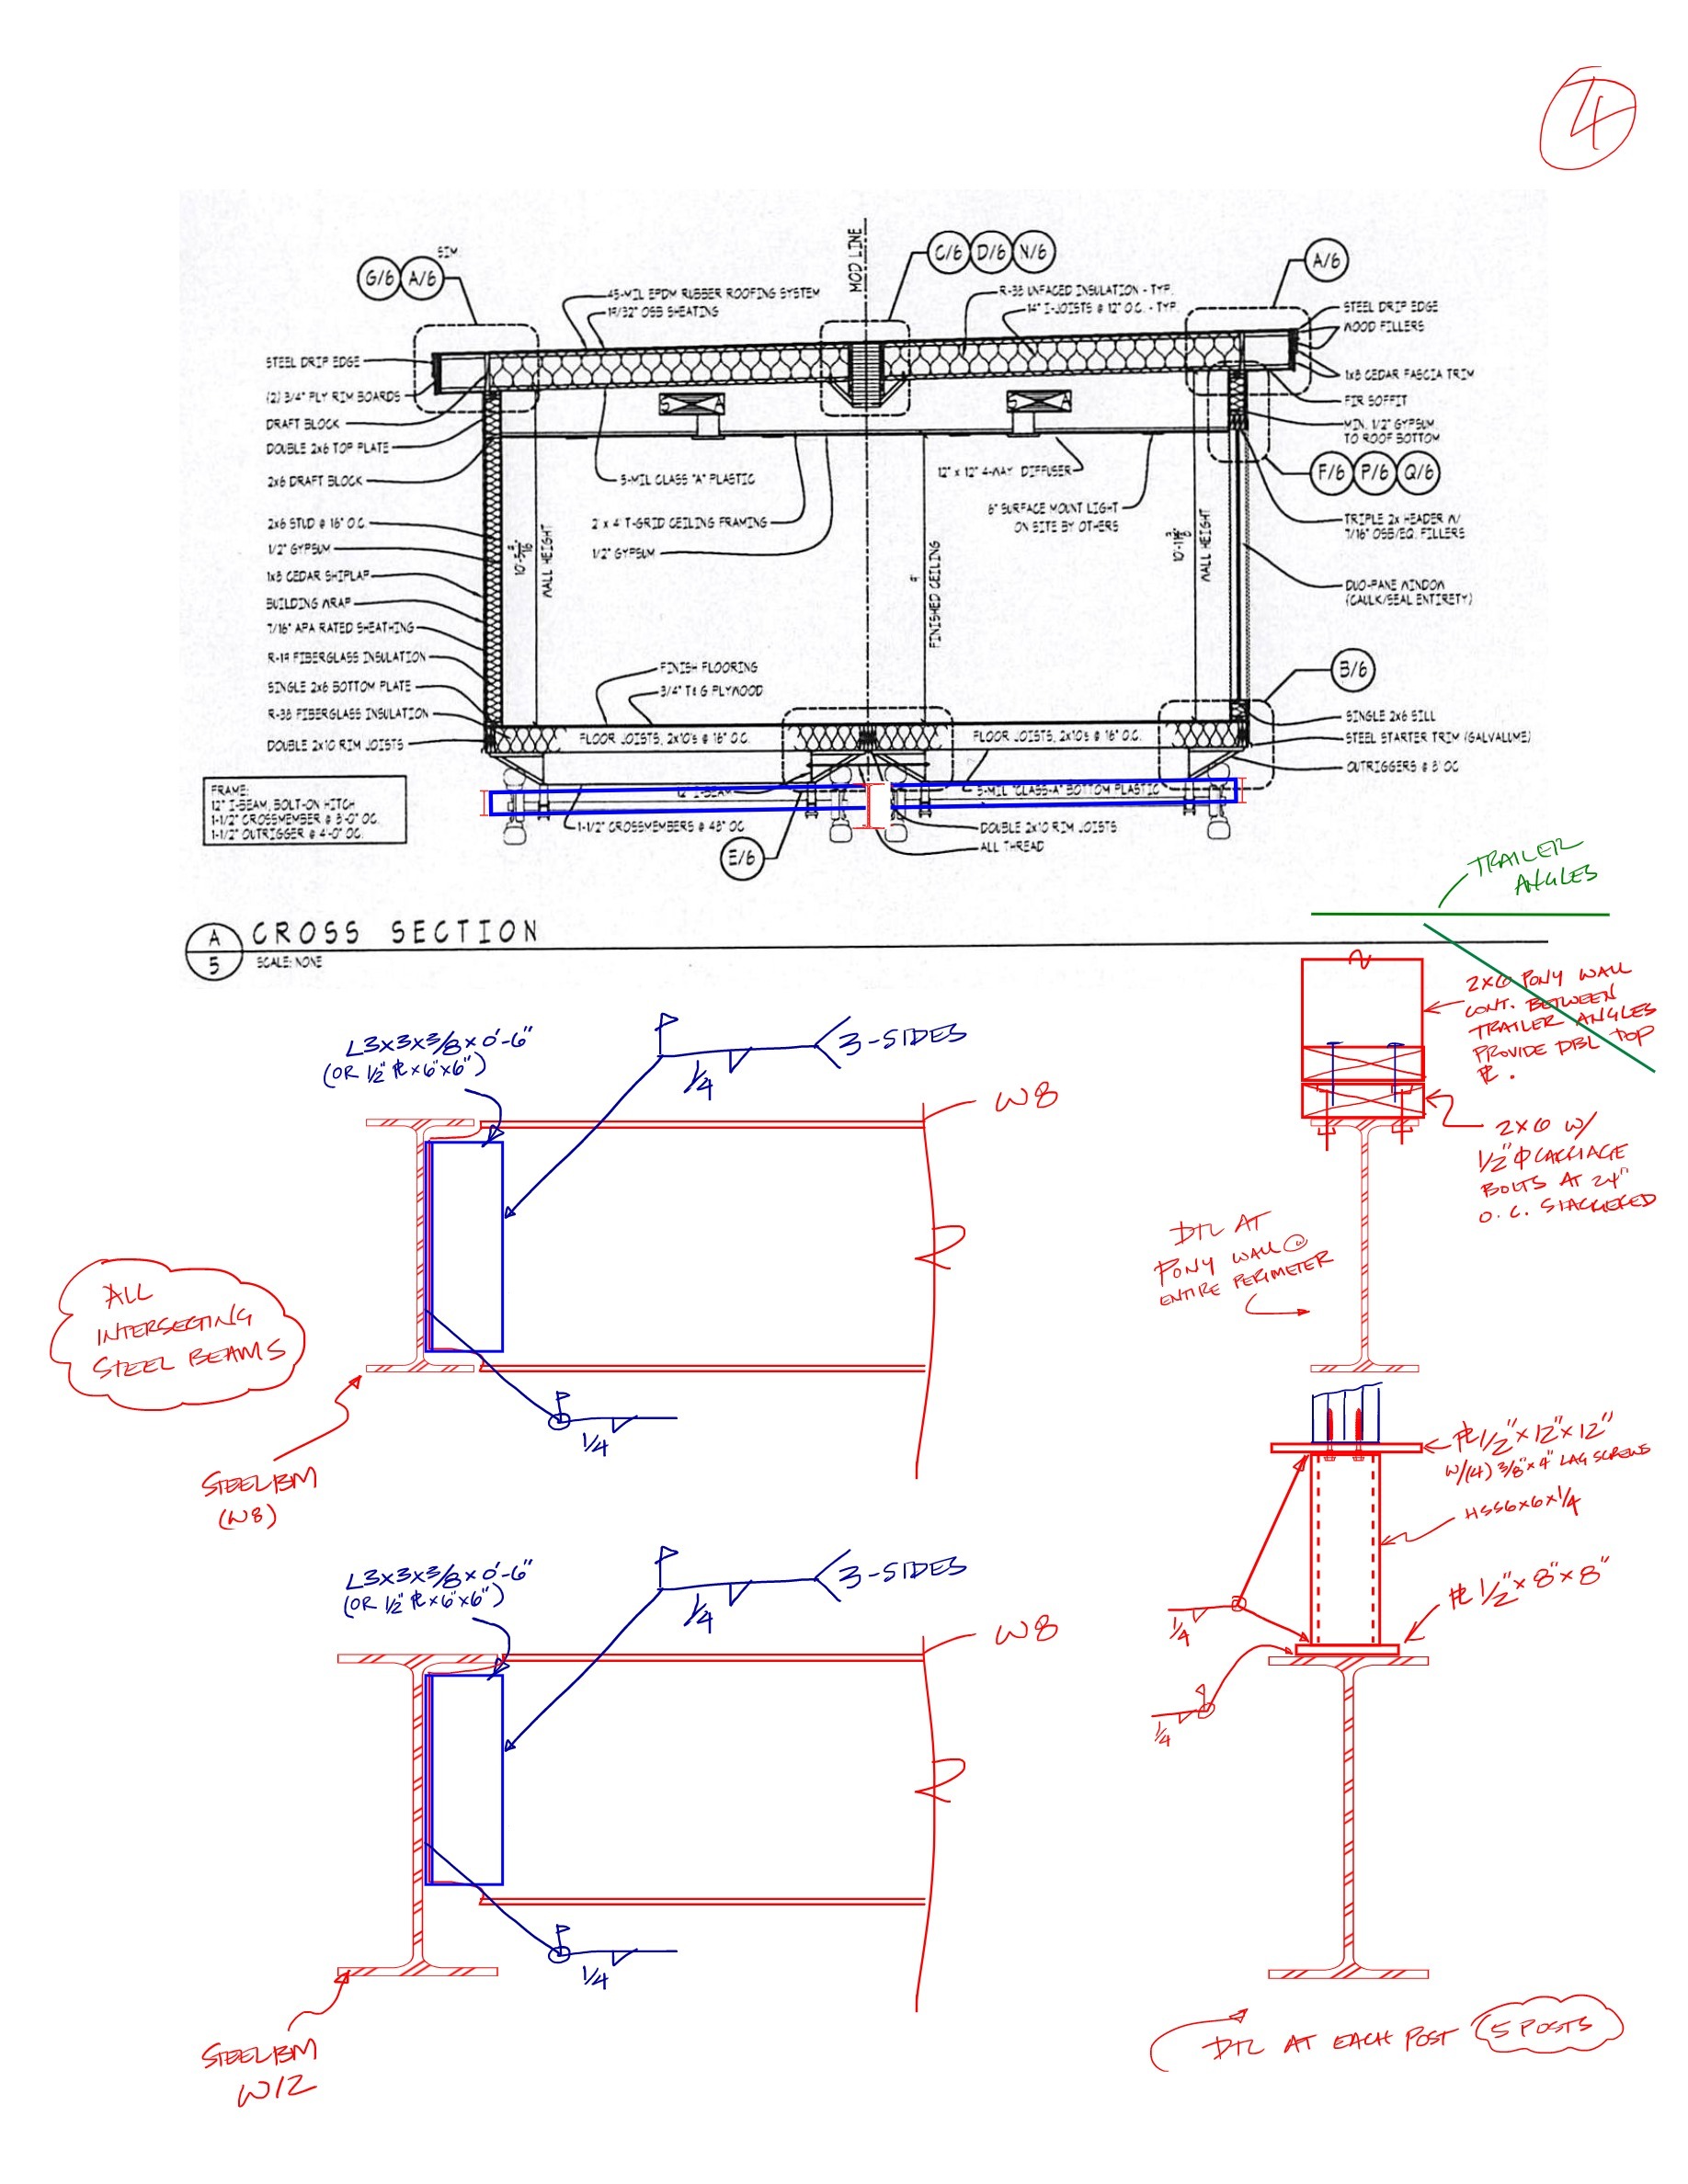 4
SIM.
G/6 A/6
MOD LINE
C/6 D/6 N/6
A/6
45-MIL EPDM RUBBER ROOFING SYSTEM
19/32" OSB SHEATING
R-38 UNFACED INSULATION - TYP.
14" I-JOISTS @ 12" O.C. - TYP.
STEEL DRIP EDGE
WOOD FILLERS
1x8 CEDAR FASCIA TRIM
FIR SOFFIT
MIN. 1/2" GYPSUM
TO ROOF BOTTOM
F/6 P/6 Q/6
TRIPLE 2x HEADER W/
7/16" OSB/EQ. FILLERS
DUO-PANE WINDOW
(CAULK/SEAL ENTIRETY)
B/6
SINGLE 2x6 SILL
STEEL STARTER TRIM (GALVALUME)
OUTRIGGERS @ 8' OC
STEEL DRIP EDGE
(2) 3/4" PLY RIM BOARDS
DRAFT BLOCK
DOUBLE 2x6 TOP PLATE
2x6 DRAFT BLOCK
2x6 STUD @ 16" O.C.
1/2" GYPSUM
1x8 CEDAR SHIPLAP
BUILDING WRAP
7/16" APA RATED SHEATHING
R-19 FIBERGLASS INSULATION
SINGLE 2x6 BOTTOM PLATE
R-38 FIBERGLASS INSULATION
DOUBLE 2x10 RIM JOISTS
S A
S A
5-MIL CLASS "A" PLASTIC
2' x 4' T-GRID CEILING FRAMING
1/2" GYPSUM
12" x 12" 4-WAY DIFFUSER
6" SURFACE MOUNT LIGHT
ON SITE BY OTHERS
WALL HEIGHT
9'
FINISHED CEILING
WALL HEIGHT
FINISH FLOORING
3/4" T&G PLYWOOD
FLOOR JOISTS, 2x10's @ 16" O.C.
FLOOR JOISTS, 2x10's @ 16" O.C.
12" I-BEAM
5-MIL "CLASS-A" BOTTOM PLASTIC
1-1/2" CROSSMEMBERS @ 48" OC
DOUBLE 2x10 RIM JOISTS
ALL THREAD
E/6
FRAME:
12" I-BEAM, BOLT-ON HITCH
1-1/2" CROSSMEMBER @ 8'-0" OC.
1-1/2" OUTRIGGER @ 4'-0" OC.
A
5
CROSS SECTION
SCALE: NONE
TRAILER
ANGLES
2x6 PONY WALL
CONT. BETWEEN
TRAILER ANGLES
PROVIDE DBL TOP
PL.
2x6 W/
1/2" Φ CARRIAGE
BOLTS AT 24"
O.C. STAGGERED
DTL AT
PONY WALL @
ENTIRE PERIMETER
L3x3x3/8x0'-6"
(OR 1/2" PL x6"x6")
1/4
3-SIDES
W8
ALL
INTERSECTING
STEEL BEAMS
1/4
STEEL BM
(W8)
L3x3x3/8x0'-6"
(OR 1/2" PL x6"x6")
1/4
3-SIDES
W8
1/4
STEEL BM
W12
PL 1/2"x12"x12"
W/(4) 3/8"x4" LAG SCREWS
HSS6x6x1/4
PL 1/2"x8"x8"
1/4
1/4
DTL AT EACH POST 5 POSTS